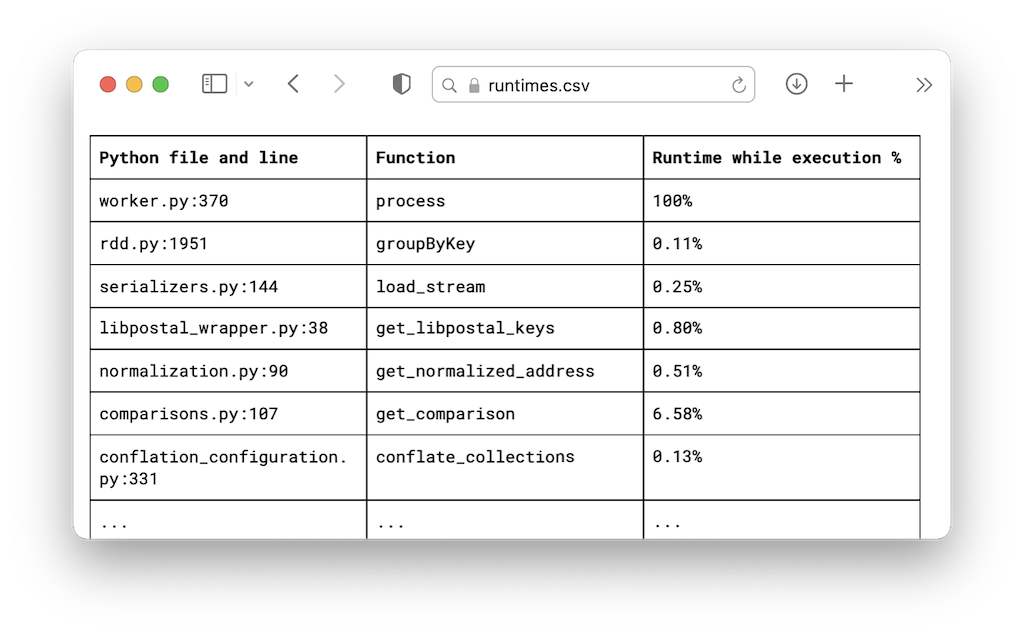 runtimes.csv
Python file and line Function Runtime while execution %
worker.py:370 process 100%
rdd.py:1951 groupByKey 0.11%
serializers.py:144 load_stream 0.25%
libpostal_wrapper.py:38 get_libpostal_keys 0.80%
normalization.py:90 get_normalized_address 0.51%
comparisons.py:107 get_comparison 6.58%
conflation_configuration. conflate_collections 0.13%
py:331
... ... ...